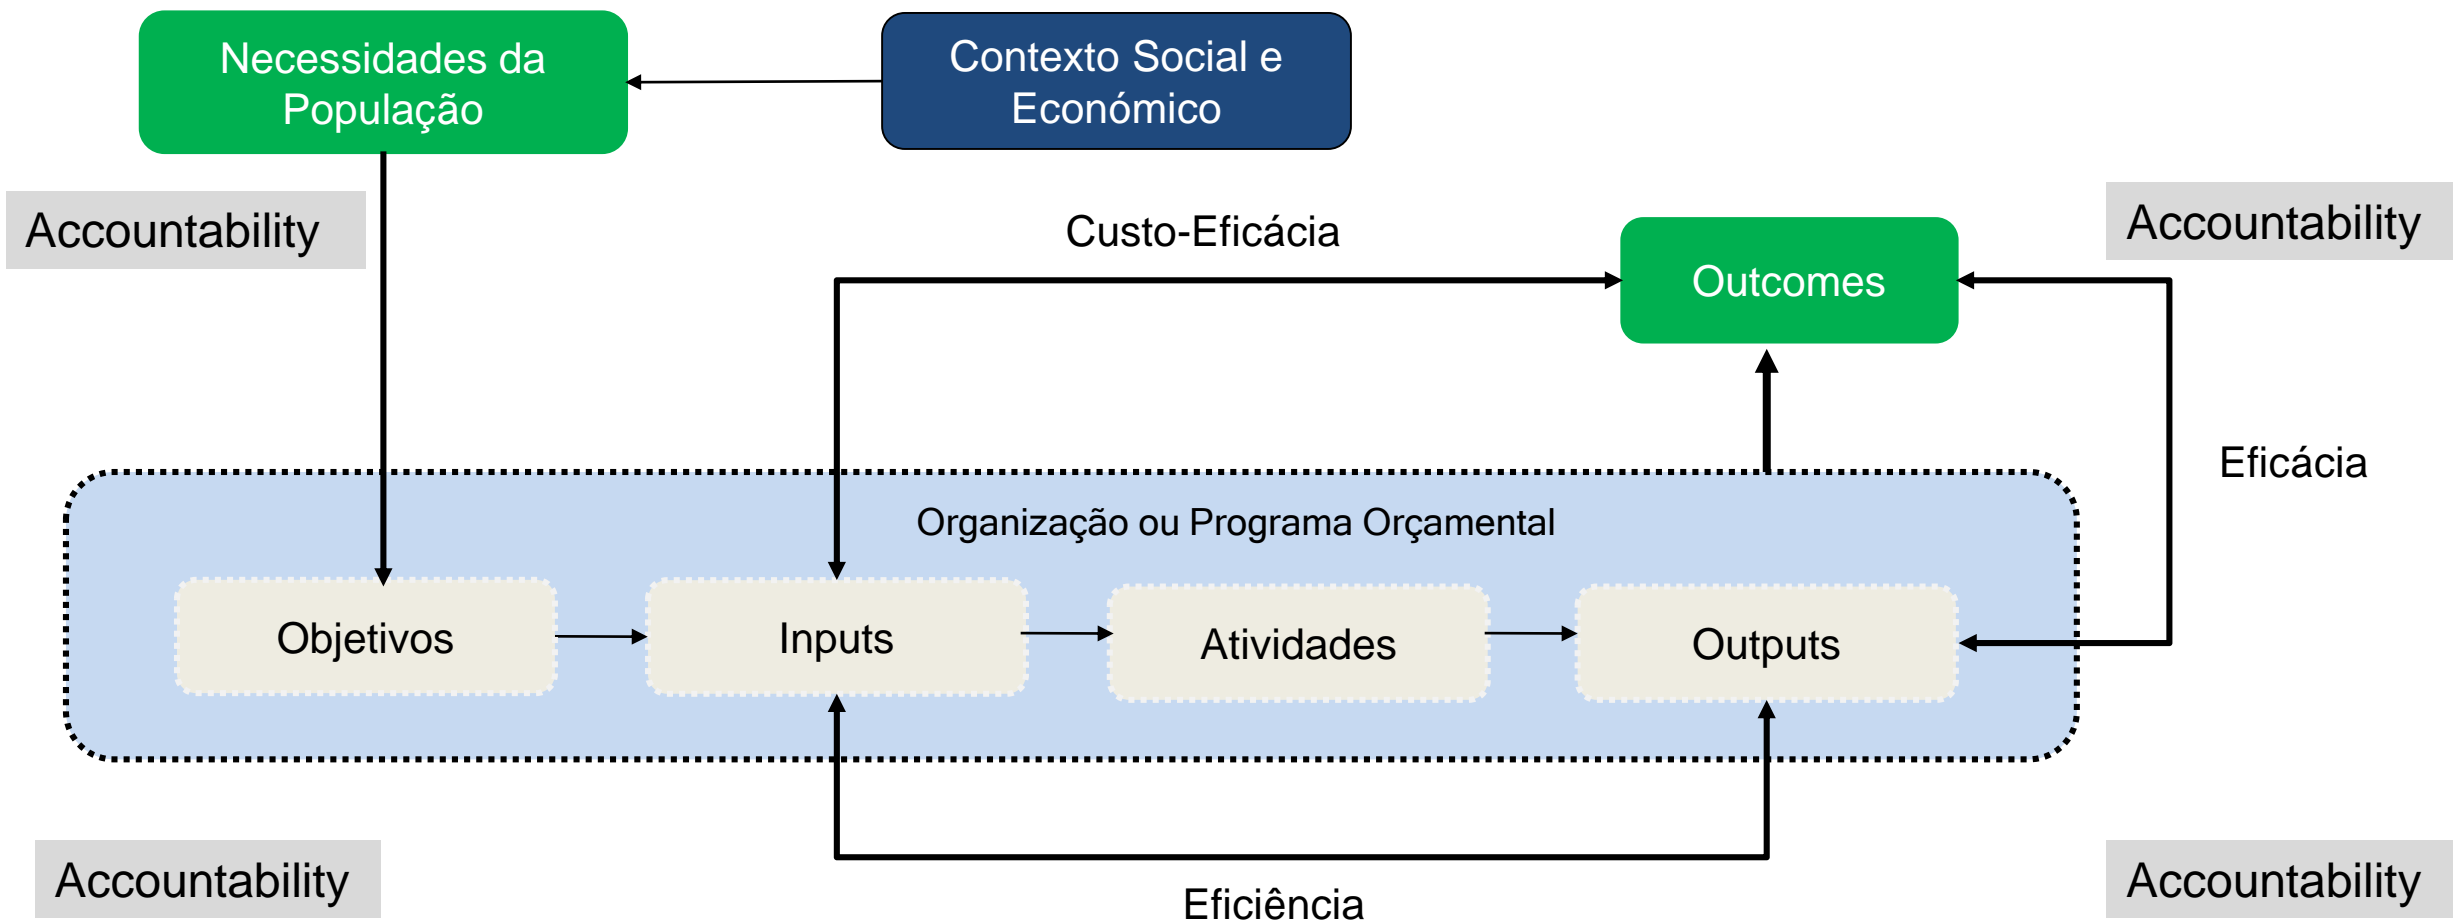 Necessidades da
População
Contexto Social e
Económico
Accountability
Custo-Eficácia
Accountability
Outcomes
Eficácia
Organização ou Programa Orçamental
Objetivos
Inputs
Atividades
Outputs
Accountability
Eficiência
Accountability